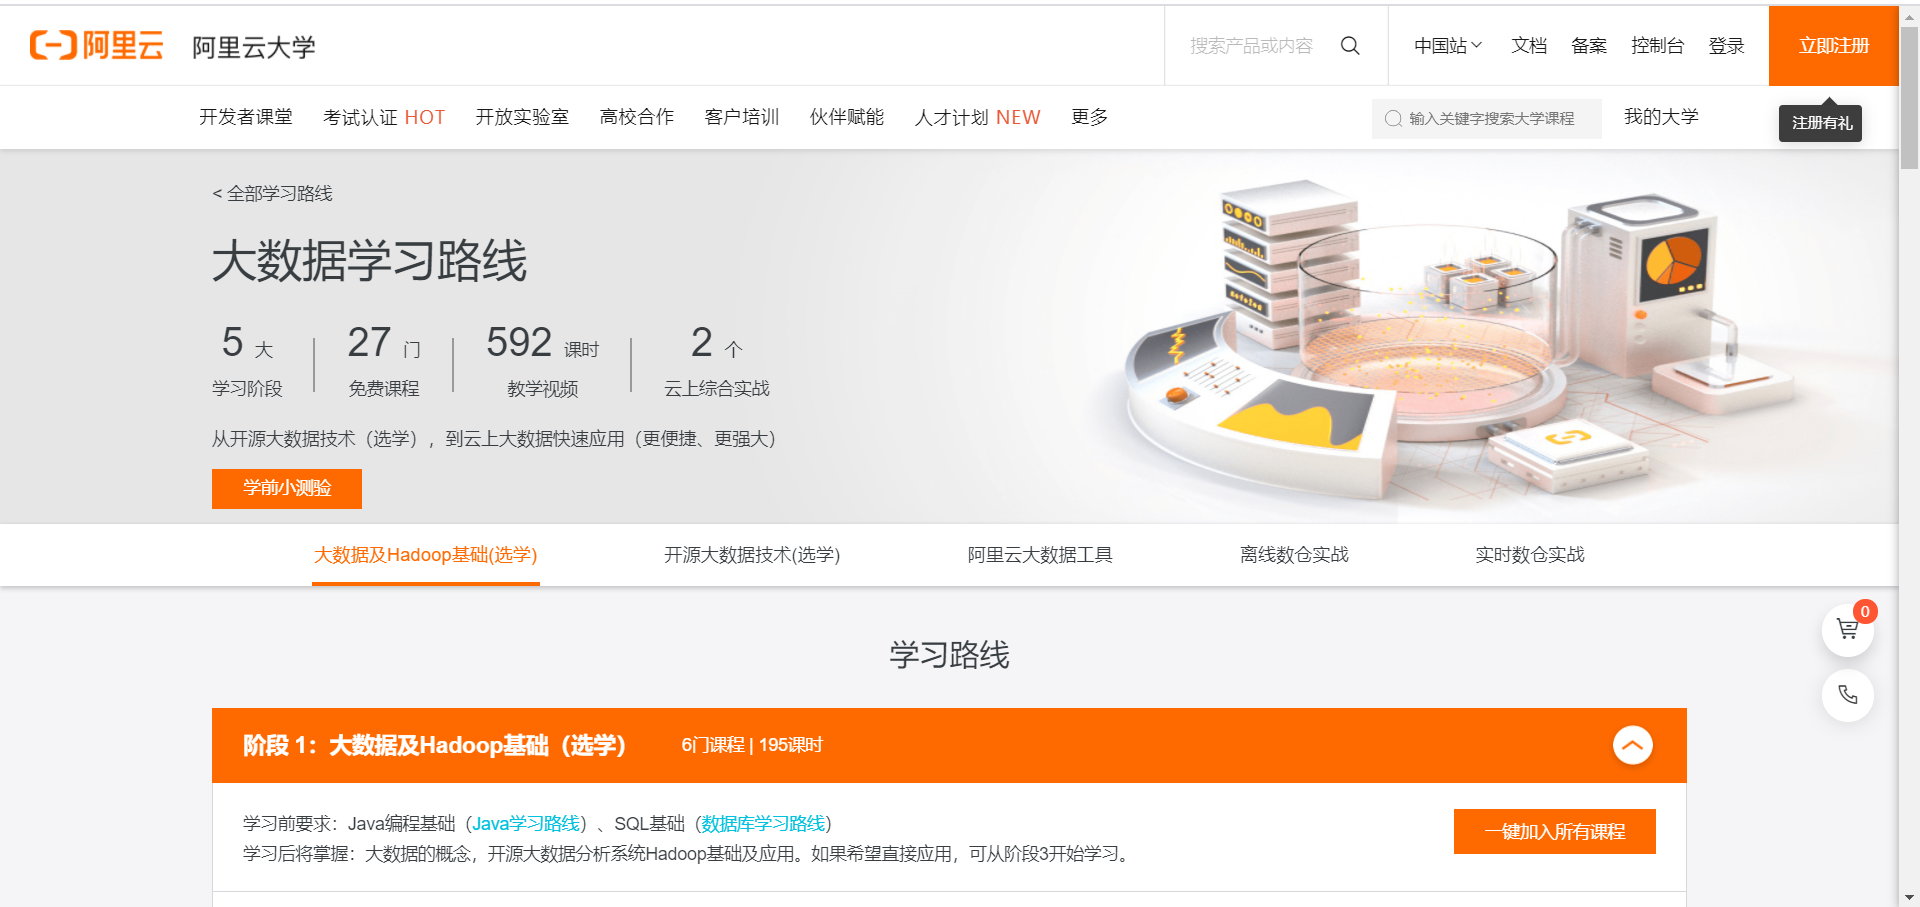 阿里云 阿里云大学 搜索产品或内容 中国站 文档 备案 控制台 登录 立即注册
开发者课堂 考试认证 HOT 开放实验室 高校合作 客户培训 伙伴赋能 人才计划 NEW 更多 输入关键字搜索大学课程 我的大学 注册有礼
< 全部学习路线
大数据学习路线
5 大 27 门 592 课时 2 个
学习阶段 免费课程 教学视频 云上综合实战
从开源大数据技术（选学），到云上大数据快速应用（更便捷、更强大）
学前小测验
大数据及Hadoop基础(选学) 开源大数据技术(选学) 阿里云大数据工具 离线数仓实战 实时数仓实战
0
学习路线
阶段 1：大数据及Hadoop基础（选学） 6门课程 | 195课时
学习前要求：Java编程基础（Java学习路线）、SQL基础（数据库学习路线）
一键加入所有课程
学习后将掌握：大数据的概念，开源大数据分析系统Hadoop基础及应用。如果希望直接应用，可从阶段3开始学习。